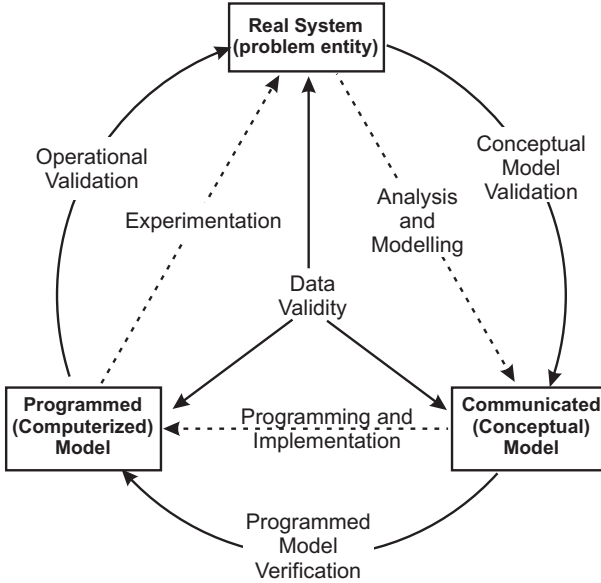 Real System
(problem entity)
Operational
Validation
Conceptual
Model
Validation
Experimentation
Analysis
and
Modelling
Data
Validity
Programmed
(Computerized)
Model
Programming and
Implementation
Communicated
(Conceptual)
Model
Programmed
Model
Verification